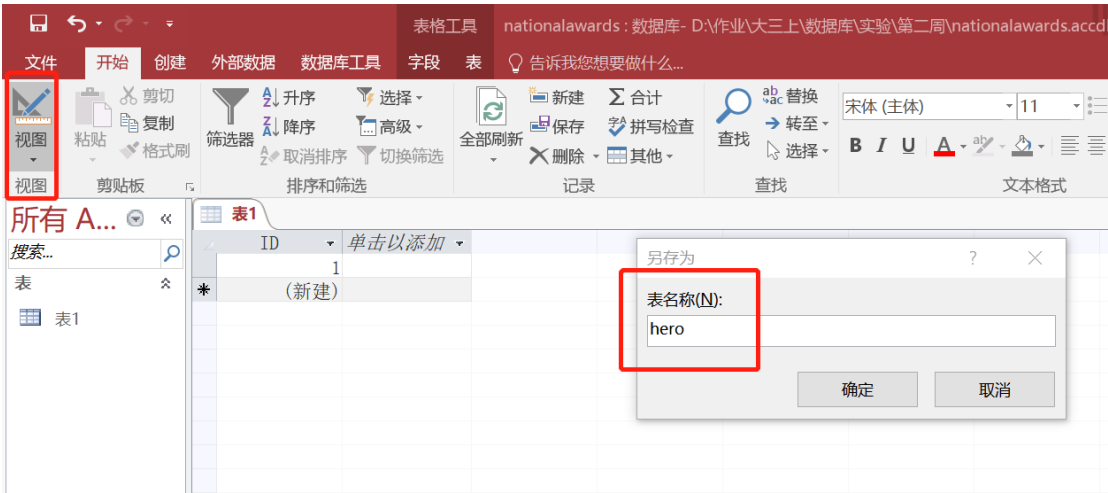 表格工具 nationalawards : 数据库- D:\作业\大三上\数据库\实验\第二周\nationalawards.accd
文件 开始 创建 外部数据 数据库工具 字段 表 告诉我您想要做什么...
视图
粘贴
剪切
复制
格式刷
筛选器
升序
降序
取消排序
选择
高级
切换筛选
全部刷新
新建
保存
删除
合计
拼写检查
其他
查找
替换
转至
选择
宋体 (主体) 11
B I U A
视图 剪贴板 排序和筛选 记录 查找 文本格式
所有 A...
搜索...
表
表1
表1
ID 单击以添加
1
(新建)
另存为
表名称(N):
hero
确定 取消